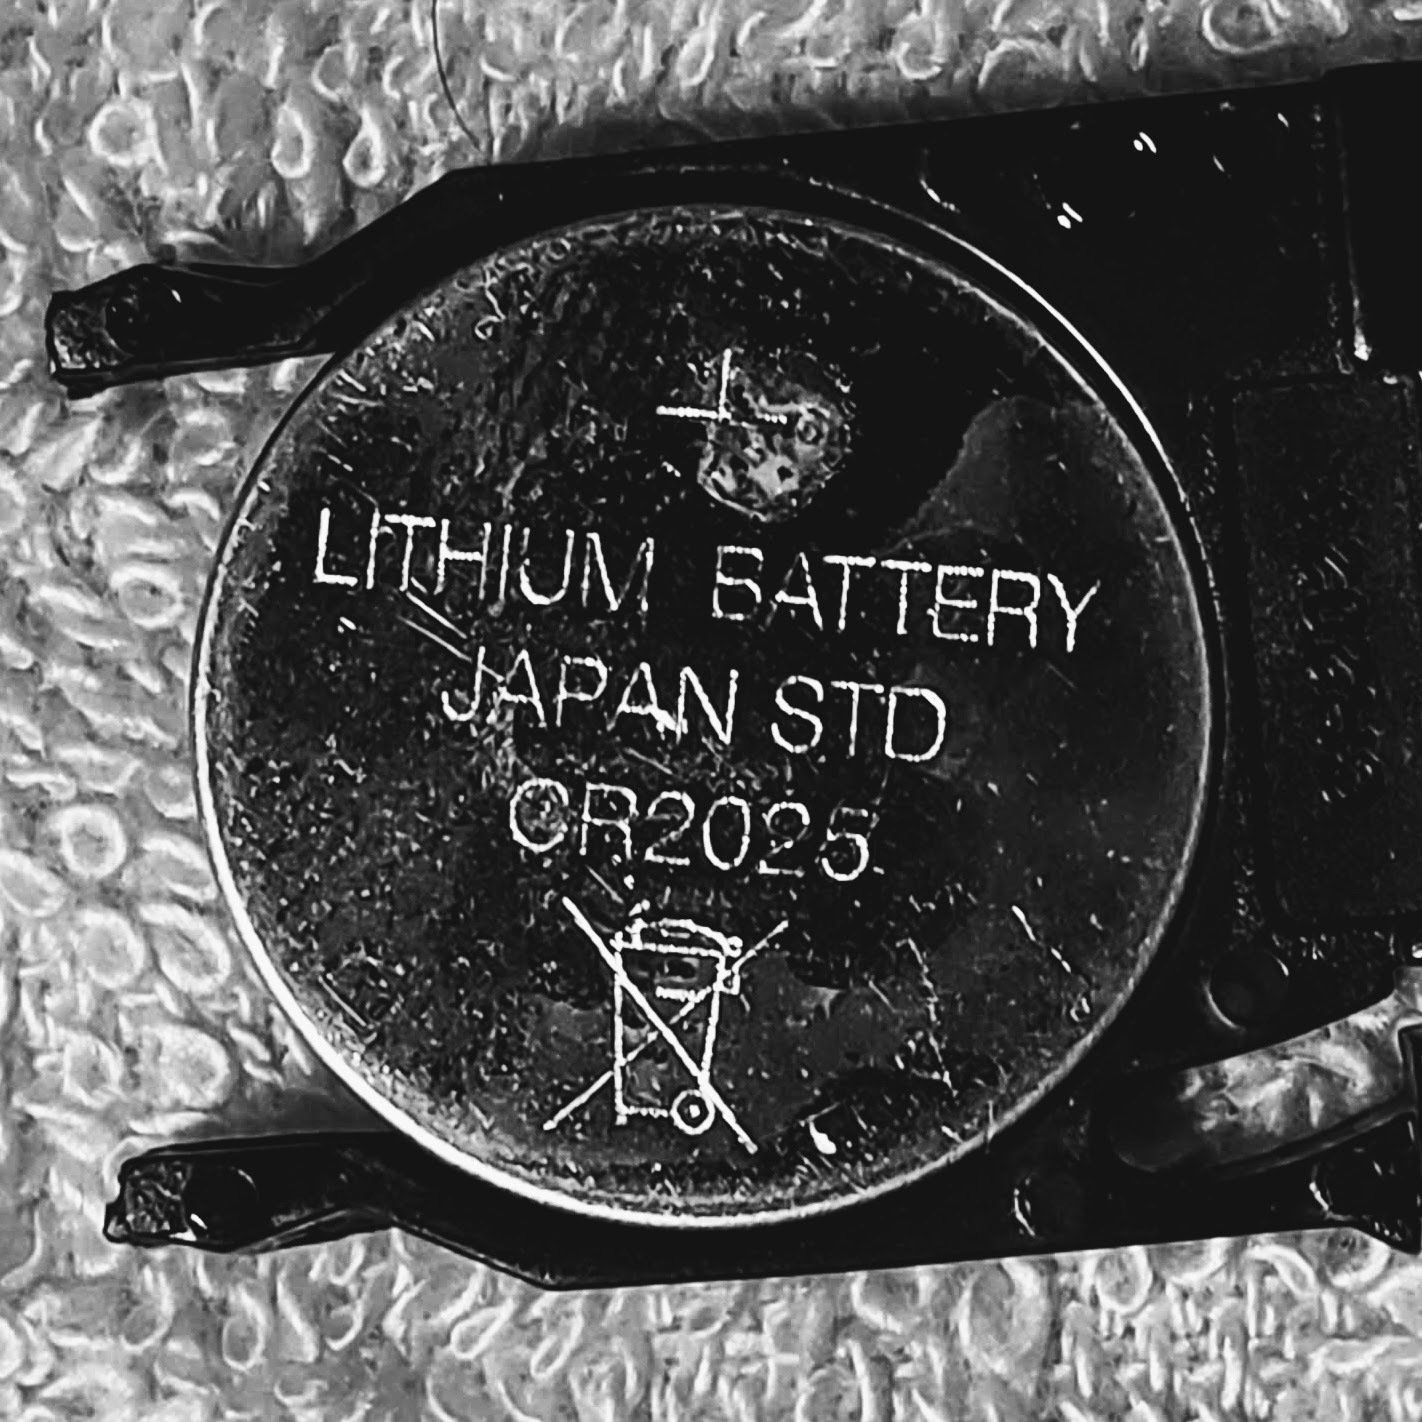 +
LITHIUM BATTERY
JAPAN STD
CR2025